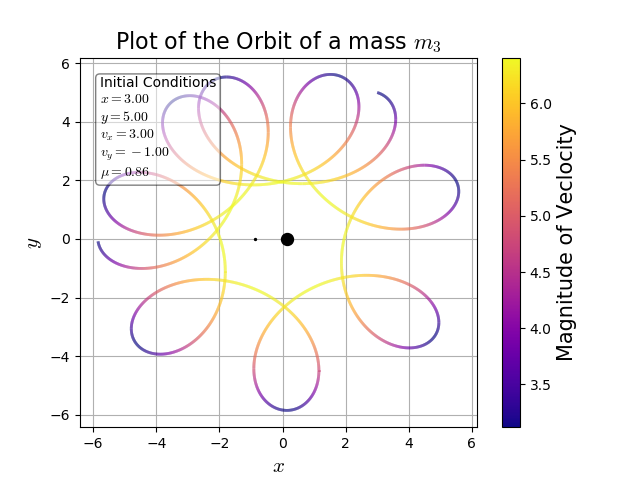 Plot of the Orbit of a mass m₃
Initial Conditions
x = 3.00
y = 5.00
vₓ = 3.00
v_y = −1.00
μ = 0.86
6
4
2
0
−2
−4
−6
−6
−4
−2
0
2
4
6
x
y
6.0
5.5
5.0
4.5
4.0
3.5
Magnitude of Veclocity